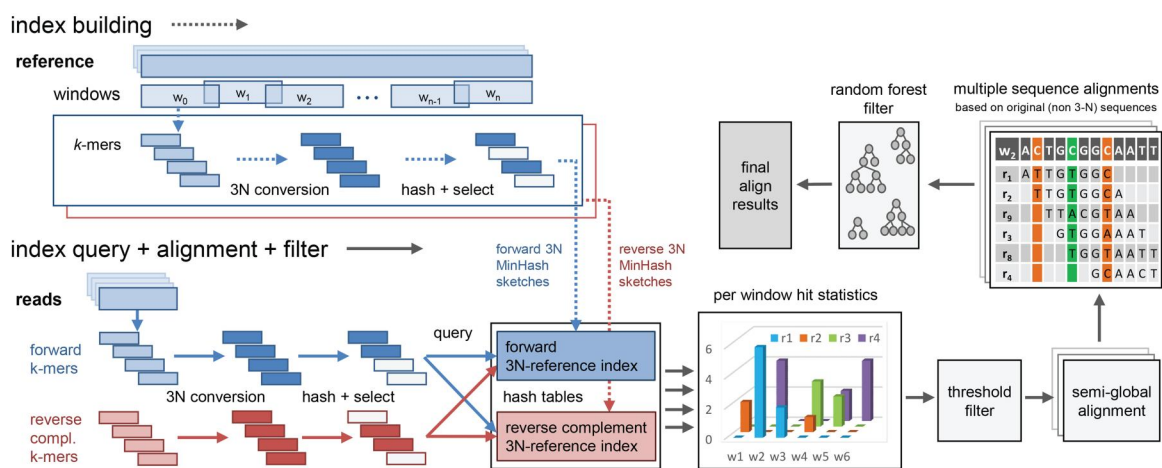 index building
reference
windows
w0 w1 w2 ... wn-1 wn
k-mers
3N conversion
hash + select
index query + alignment + filter
forward 3N
MinHash
sketches
reverse 3N
MinHash
sketches
reads
forward
k-mers
3N conversion
hash + select
reverse
compl.
k-mers
query
forward
3N-reference index
hash tables
reverse complement
3N-reference index
per window hit statistics
r1 r2 r3 r4
6
4
2
0
w1 w2 w3 w4 w5 w6
threshold
filter
semi-global
alignment
multiple sequence alignments
based on original (non 3-N) sequences
w2 A C T G C G G C A A T T
r1 A T T G T G G C
r2 T T G T G G C A
r9 T T A C G T A A
r3 G T G G A A A T
r8 T G G T A A T T
r4 G C A A C T
random forest
filter
final
align
results